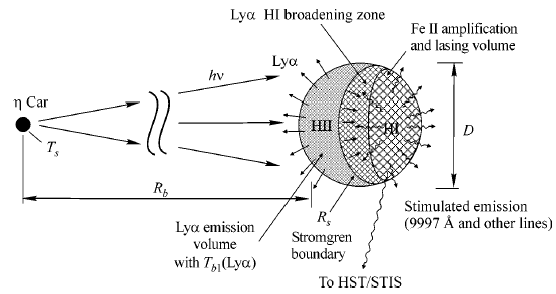 Lyα HI broadening zone
Fe II amplification
and lasing volume
hν
Lyα
η Car
HII
HI
D
T_s
R_b
R_s
Stimulated emission
(9997 Å and other lines)
Lyα emission
volume
with T_b1(Lyα)
Stromgren
boundary
To HST/STIS